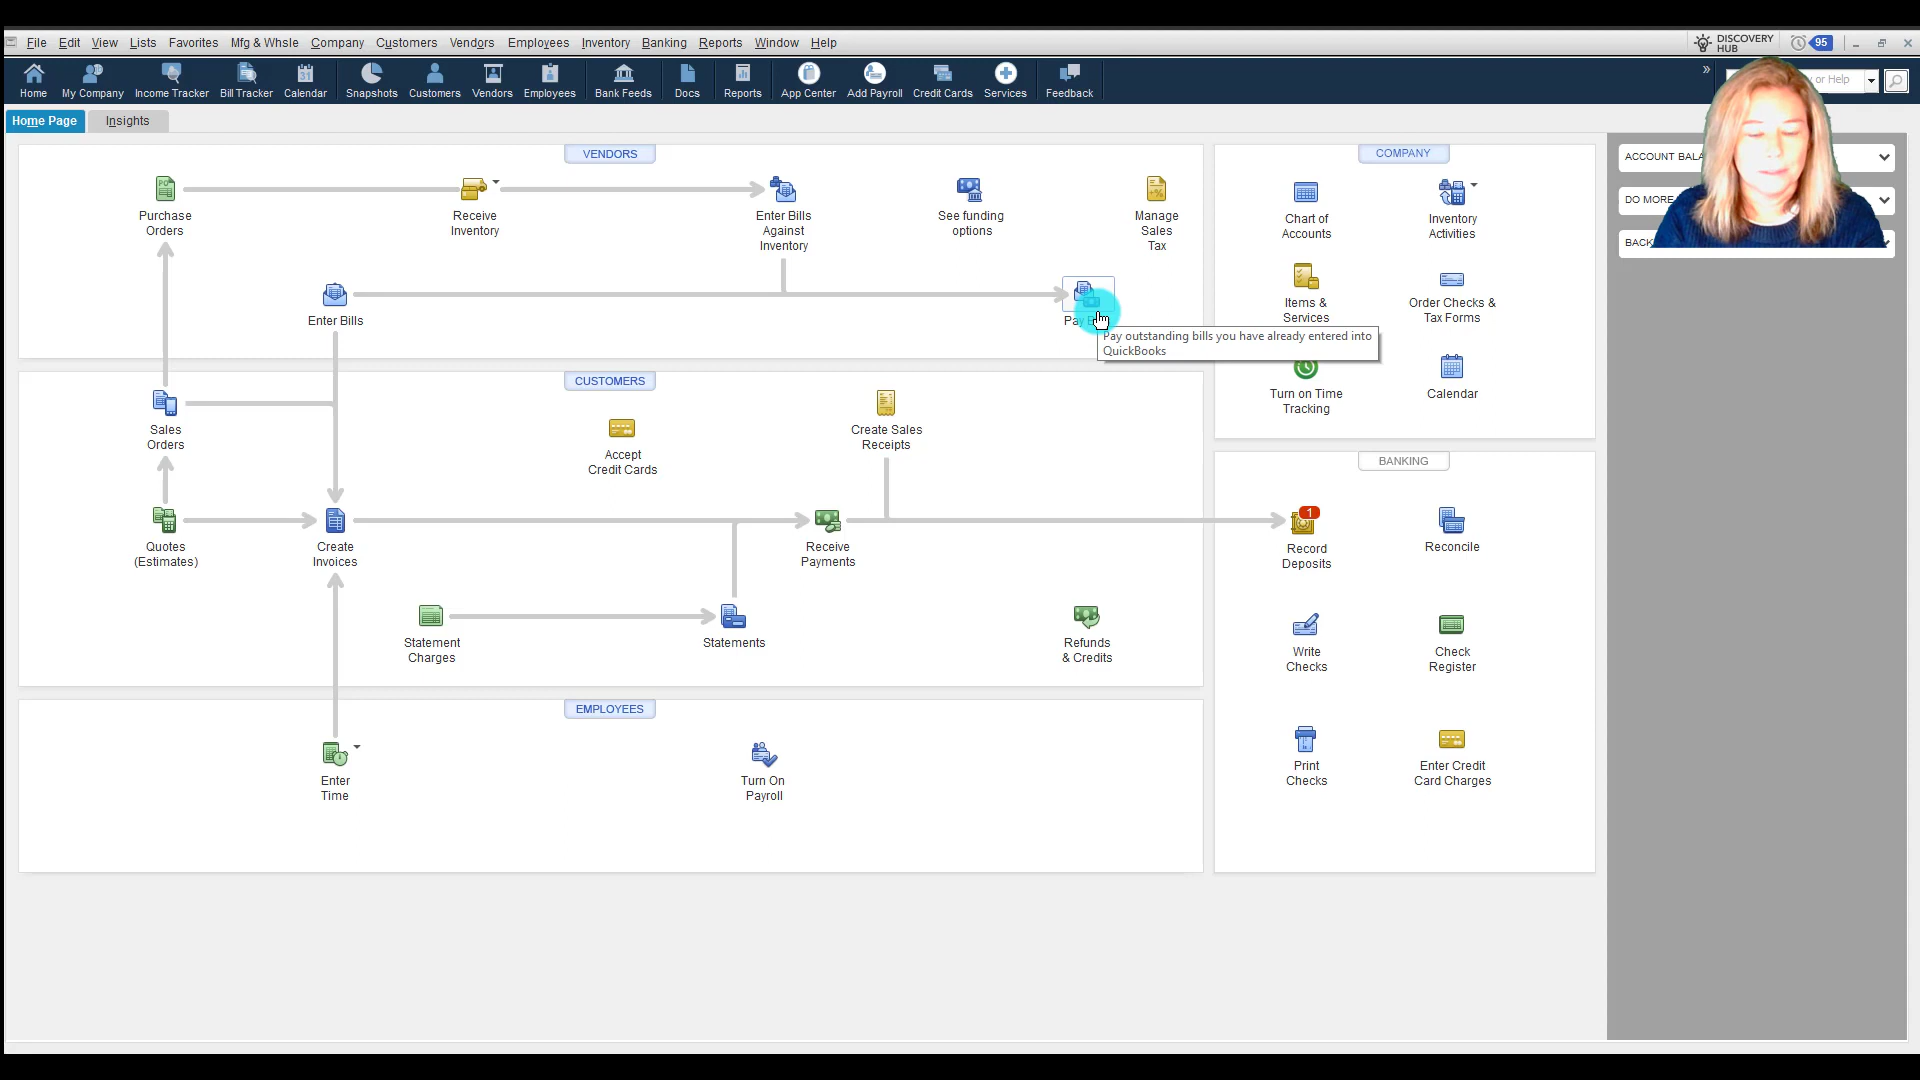 File Edit View Lists Favorites Mfg & Whsle Company Customers Vendors Employees Inventory Banking Reports Window Help
DISCOVERY
HUB
95
Home My Company Income Tracker Bill Tracker Calendar Snapshots Customers Vendors Employees Bank Feeds Docs Reports App Center Add Payroll Credit Cards Services Feedback
or Help
Home Page Insights
VENDORS
Purchase
Orders
Receive
Inventory
Enter Bills
Against
Inventory
See funding
options
Manage
Sales
Tax
Enter Bills
Pay
Pay outstanding bills you have already entered into
QuickBooks
CUSTOMERS
Sales
Orders
Accept
Credit Cards
Create Sales
Receipts
Quotes
(Estimates)
Create
Invoices
Receive
Payments
Statement
Charges
Statements
Refunds
& Credits
EMPLOYEES
Enter
Time
Turn On
Payroll
COMPANY
Chart of
Accounts
Inventory
Activities
Items &
Services
Order Checks &
Tax Forms
Turn on Time
Tracking
Calendar
BANKING
1
Record
Deposits
Reconcile
Write
Checks
Check
Register
Print
Checks
Enter Credit
Card Charges
ACCOUNT BALA
DO MORE
BACK